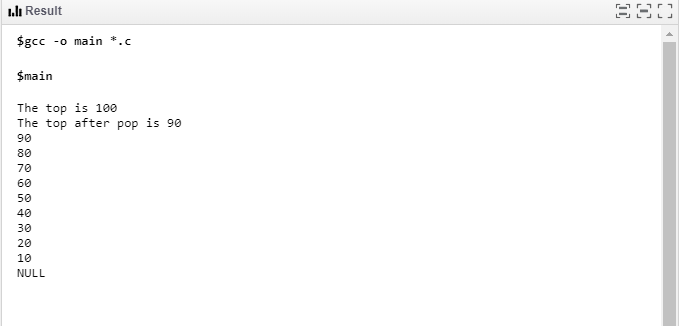 Result
$gcc -o main *.c
$main
The top is 100
The top after pop is 90
90
80
70
60
50
40
30
20
10
NULL